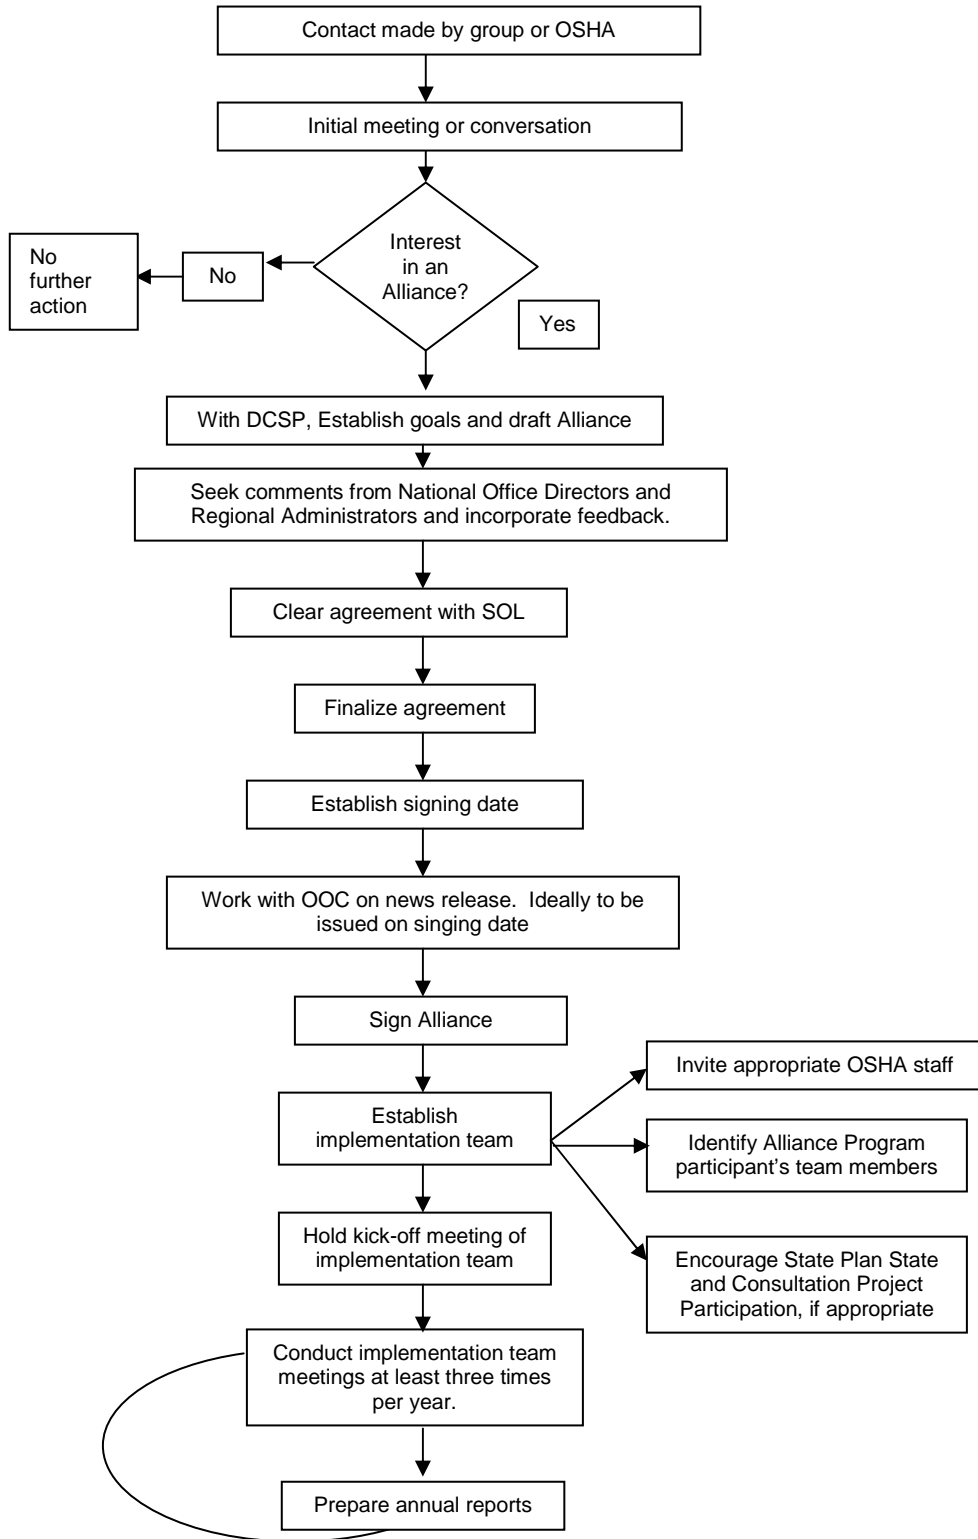 Contact made by group or OSHA
Initial meeting or conversation
Interest
in an
Alliance?
No
No
further
action
Yes
With DCSP, Establish goals and draft Alliance
Seek comments from National Office Directors and
Regional Administrators and incorporate feedback.
Clear agreement with SOL
Finalize agreement
Establish signing date
Work with OOC on news release.  Ideally to be
issued on singing date
Sign Alliance
Establish
implementation team
Invite appropriate OSHA staff
Identify Alliance Program
participant’s team members
Encourage State Plan State
and Consultation Project
Participation, if appropriate
Hold kick-off meeting of
implementation team
Conduct implementation team
meetings at least three times
per year.
Prepare annual reports